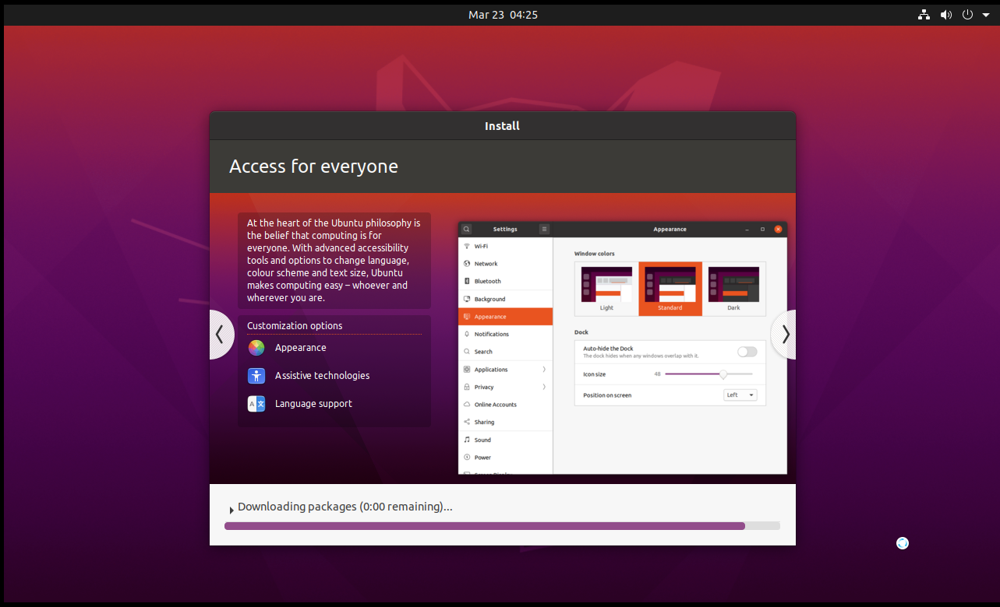 Mar 23 04:25
Install
Access for everyone
At the heart of the Ubuntu philosophy is
the belief that computing is for
everyone. With advanced accessibility
tools and options to change language,
colour scheme and text size, Ubuntu
makes computing easy – whoever and
wherever you are.
Customization options
Appearance
Assistive technologies
Language support
Settings
Appearance
Wi-Fi
Network
Bluetooth
Background
Appearance
Notifications
Search
Applications
Privacy
Online Accounts
Sharing
Sound
Power
Window colors
Light
Standard
Dark
Dock
Auto-hide the Dock
The dock hides when any windows overlap with it.
Icon size
48
Position on screen
Left
Downloading packages (0:00 remaining)...